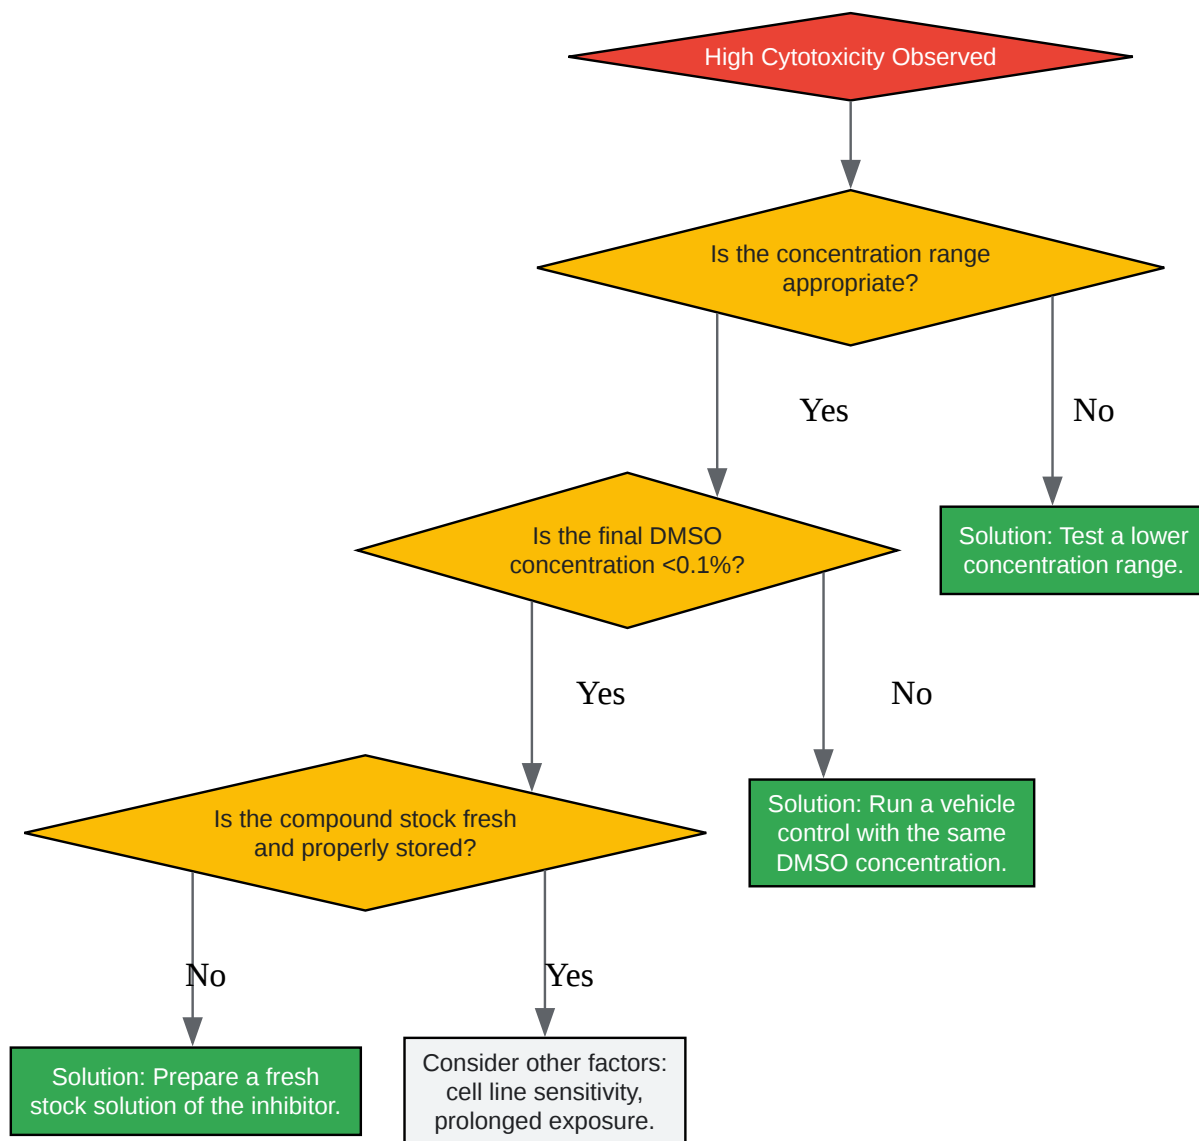 High Cytotoxicity Observed
Is the concentration range
appropriate?
Yes
No
Is the final DMSO
concentration <0.1%?
Solution: Test a lower
concentration range.
Yes
No
Is the compound stock fresh
and properly stored?
Solution: Run a vehicle
control with the same
DMSO concentration.
No
Yes
Solution: Prepare a fresh
stock solution of the inhibitor.
Consider other factors:
cell line sensitivity,
prolonged exposure.